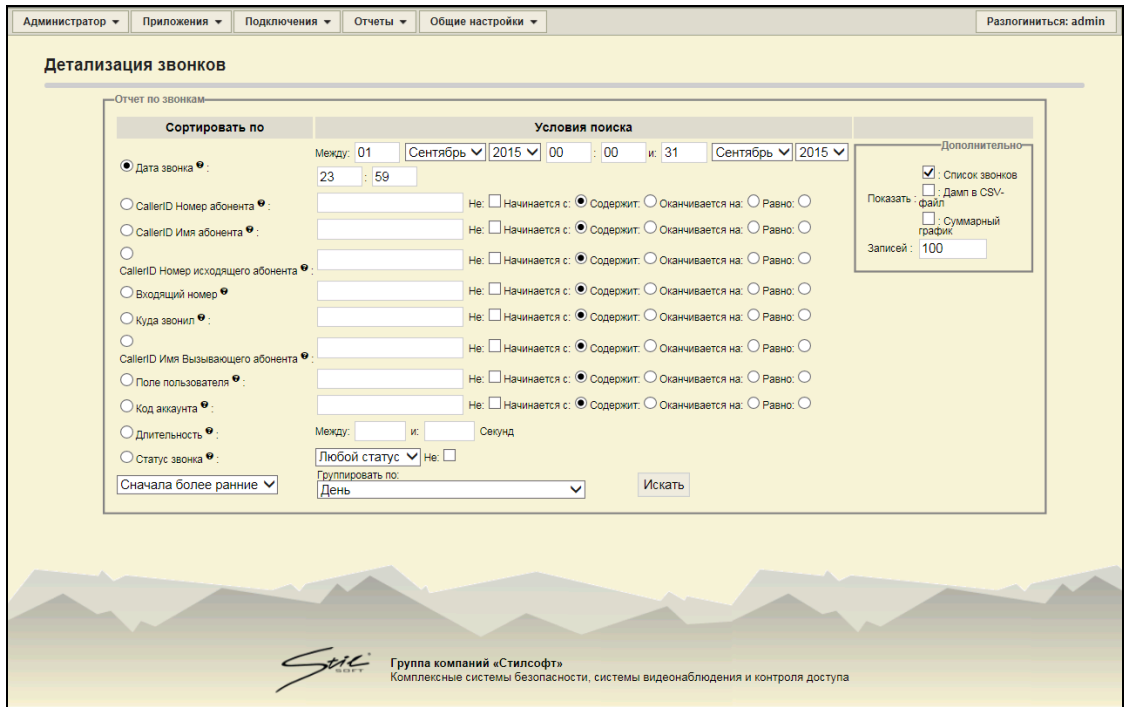 Администратор Приложения Подключения Отчеты Общие настройки Разлогиниться: admin
Детализация звонков
Отчет по звонкам
Сортировать по Условия поиска
Дата звонка : Между: 01 Сентябрь 2015 00 : 00 и: 31 Сентябрь 2015
23 : 59
CallerID Номер абонента : Не: Начинается с: Содержит: Оканчивается на: Равно:
CallerID Имя абонента : Не: Начинается с: Содержит: Оканчивается на: Равно:
CallerID Номер исходящего абонента : Не: Начинается с: Содержит: Оканчивается на: Равно:
Входящий номер Не: Начинается с: Содержит: Оканчивается на: Равно:
Куда звонил : Не: Начинается с: Содержит: Оканчивается на: Равно:
CallerID Имя Вызывающего абонента : Не: Начинается с: Содержит: Оканчивается на: Равно:
Поле пользователя : Не: Начинается с: Содержит: Оканчивается на: Равно:
Код аккаунта : Не: Начинается с: Содержит: Оканчивается на: Равно:
Длительность : Между: и: Секунд
Статус звонка : Любой статус Не:
Сначала более ранние
Группировать по:
День
Искать
Дополнительно
Показать :
: Список звонков
: Дамп в CSV-
файл
: Суммарный
график
Записей : 100
Stil
SOFT
Группа компаний «Стилсофт»
Комплексные системы безопасности, системы видеонаблюдения и контроля доступа